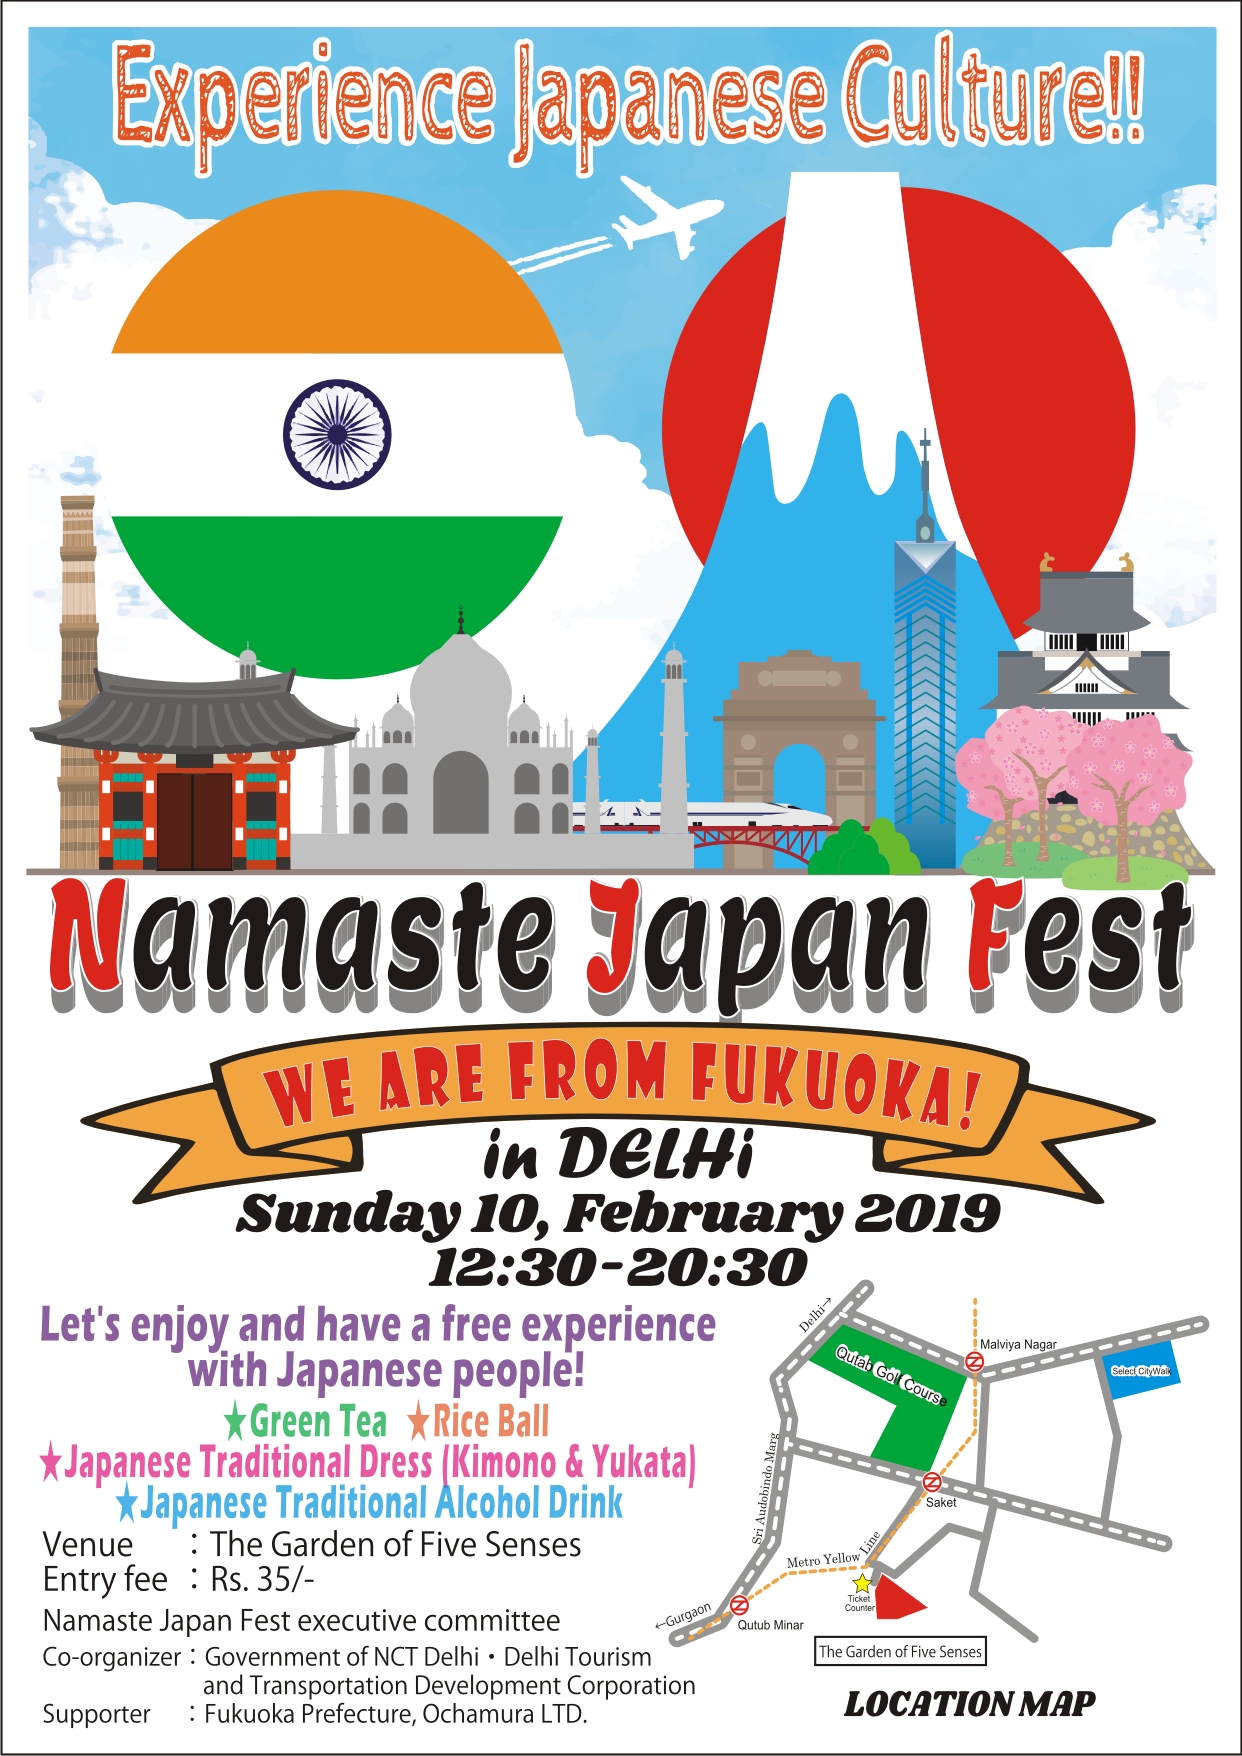 Experience Japanese Culture!!
Namaste Japan Fest
WE ARE FROM FUKUOKA!
in DELHi
Sunday 10, February 2019
12:30-20:30
Let's enjoy and have a free experience
with Japanese people!
★Green Tea ★Rice Ball
★Japanese Traditional Dress (Kimono & Yukata)
★Japanese Traditional Alcohol Drink
Venue : The Garden of Five Senses
Entry fee : Rs. 35/-
Namaste Japan Fest executive committee
Co-organizer : Government of NCT Delhi・Delhi Tourism
and Transportation Development Corporation
Supporter : Fukuoka Prefecture, Ochamura LTD.
Delhi→
Qutab Golf Course
Malviya Nagar
Select CityWalk
Sri Audobindo Marg
Saket
Metro Yellow Line
Ticket
Counter
←Gurgaon
Qutub Minar
The Garden of Five Senses
LOCATION MAP